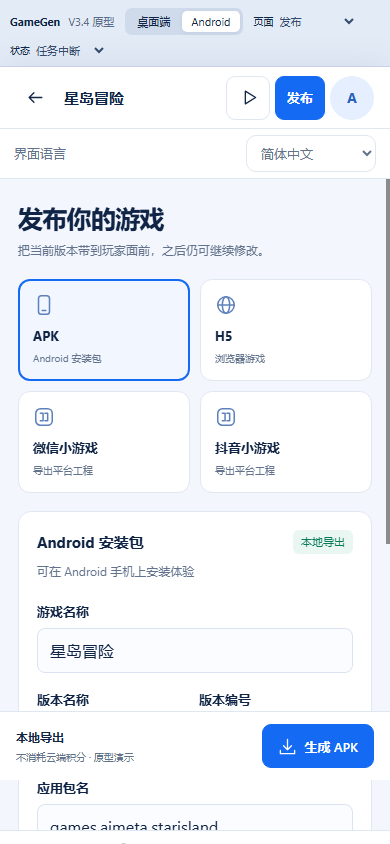 GameGen V3.4 原型 桌面端 Android 页面 发布
状态 任务中断
星岛冒险 发布 A
界面语言 简体中文
发布你的游戏
把当前版本带到玩家面前，之后仍可继续修改。
APK
Android 安装包
H5
浏览器游戏
微信小游戏
导出平台工程
抖音小游戏
导出平台工程
Android 安装包 本地导出
可在 Android 手机上安装体验
游戏名称
星岛冒险
版本名称 版本编号
本地导出
不消耗云端积分 · 原型演示
生成 APK
应用包名
games.aimeta.starisland